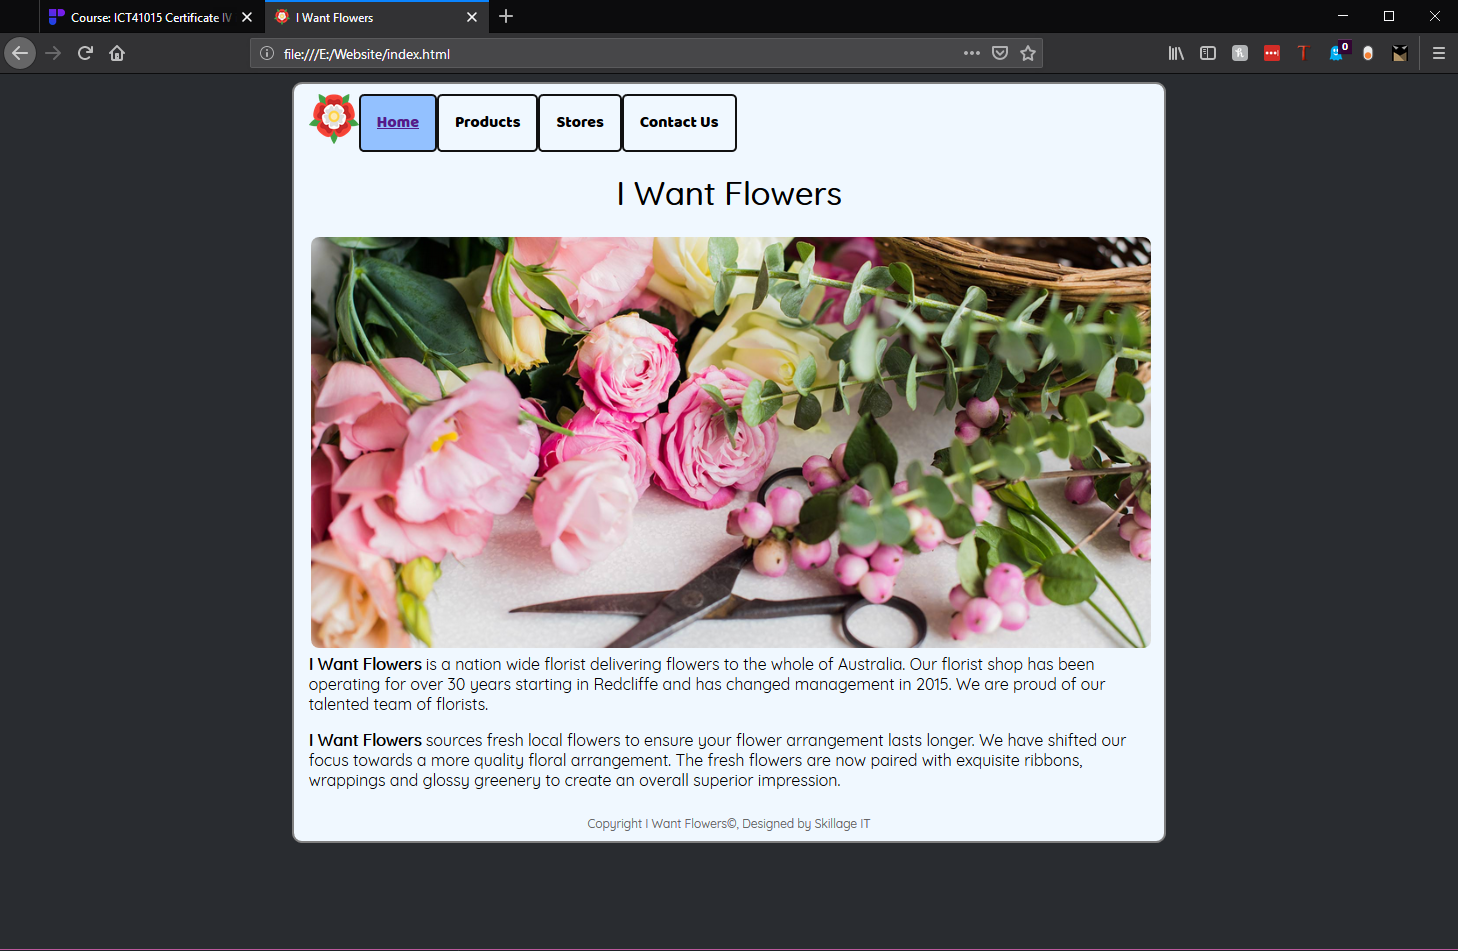 Course: ICT41015 Certificate IV
I Want Flowers
file:///E:/Website/index.html
0
Home Products Stores Contact Us
I Want Flowers
I Want Flowers is a nation wide florist delivering flowers to the whole of Australia. Our florist shop has been
operating for over 30 years starting in Redcliffe and has changed management in 2015. We are proud of our
talented team of florists.
I Want Flowers sources fresh local flowers to ensure your flower arrangement lasts longer. We have shifted our
focus towards a more quality floral arrangement. The fresh flowers are now paired with exquisite ribbons,
wrappings and glossy greenery to create an overall superior impression.
Copyright I Want Flowers©, Designed by Skillage IT